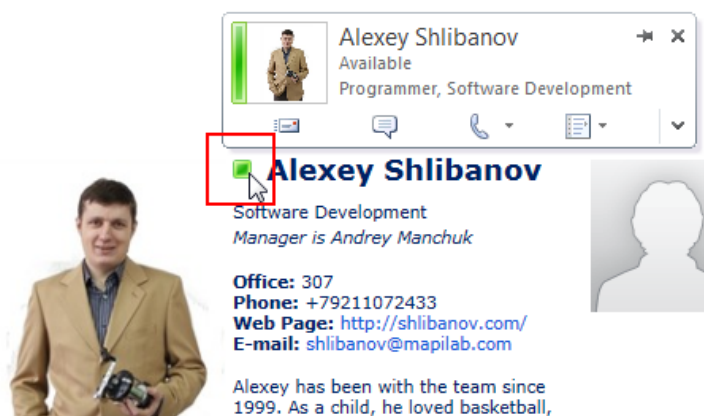 Alexey Shlibanov
Available
Programmer, Software Development
Alexey Shlibanov
Software Development
Manager is Andrey Manchuk
Office: 307
Phone: +79211072433
Web Page: http://shlibanov.com/
E-mail: shlibanov@mapilab.com
Alexey has been with the team since
1999. As a child, he loved basketball,